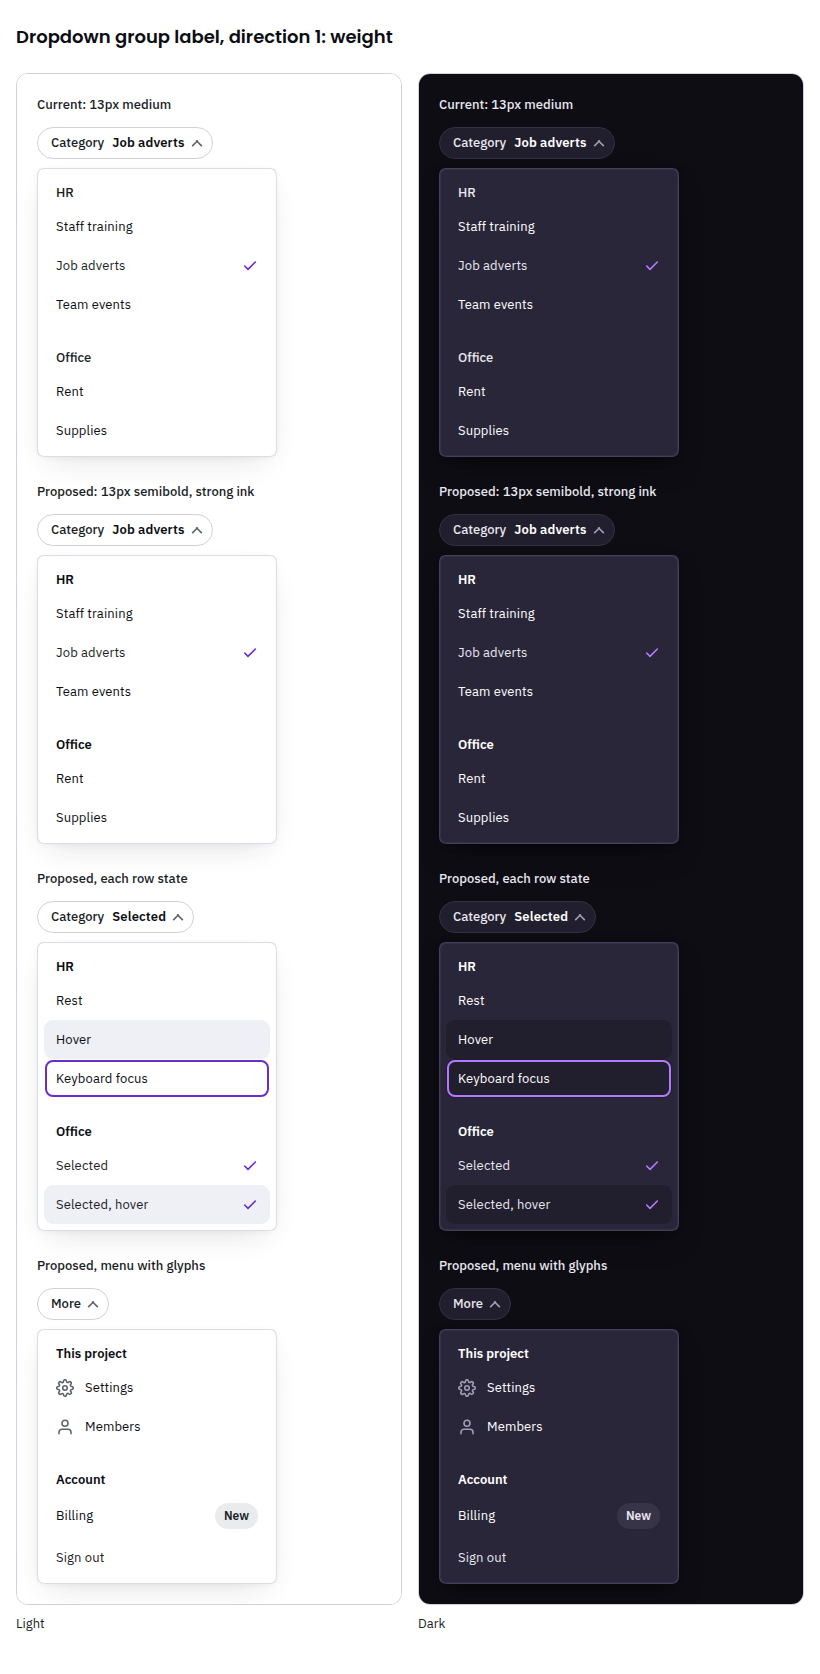 Dropdown group label, direction 1: weight
Current: 13px medium
Category Job adverts
HR
Staff training
Job adverts
Team events
Office
Rent
Supplies
Proposed: 13px semibold, strong ink
Category Job adverts
HR
Staff training
Job adverts
Team events
Office
Rent
Supplies
Proposed, each row state
Category Selected
HR
Rest
Hover
Keyboard focus
Office
Selected
Selected, hover
Proposed, menu with glyphs
More
This project
Settings
Members
Account
Billing New
Sign out
Light
Current: 13px medium
Category Job adverts
HR
Staff training
Job adverts
Team events
Office
Rent
Supplies
Proposed: 13px semibold, strong ink
Category Job adverts
HR
Staff training
Job adverts
Team events
Office
Rent
Supplies
Proposed, each row state
Category Selected
HR
Rest
Hover
Keyboard focus
Office
Selected
Selected, hover
Proposed, menu with glyphs
More
This project
Settings
Members
Account
Billing New
Sign out
Dark